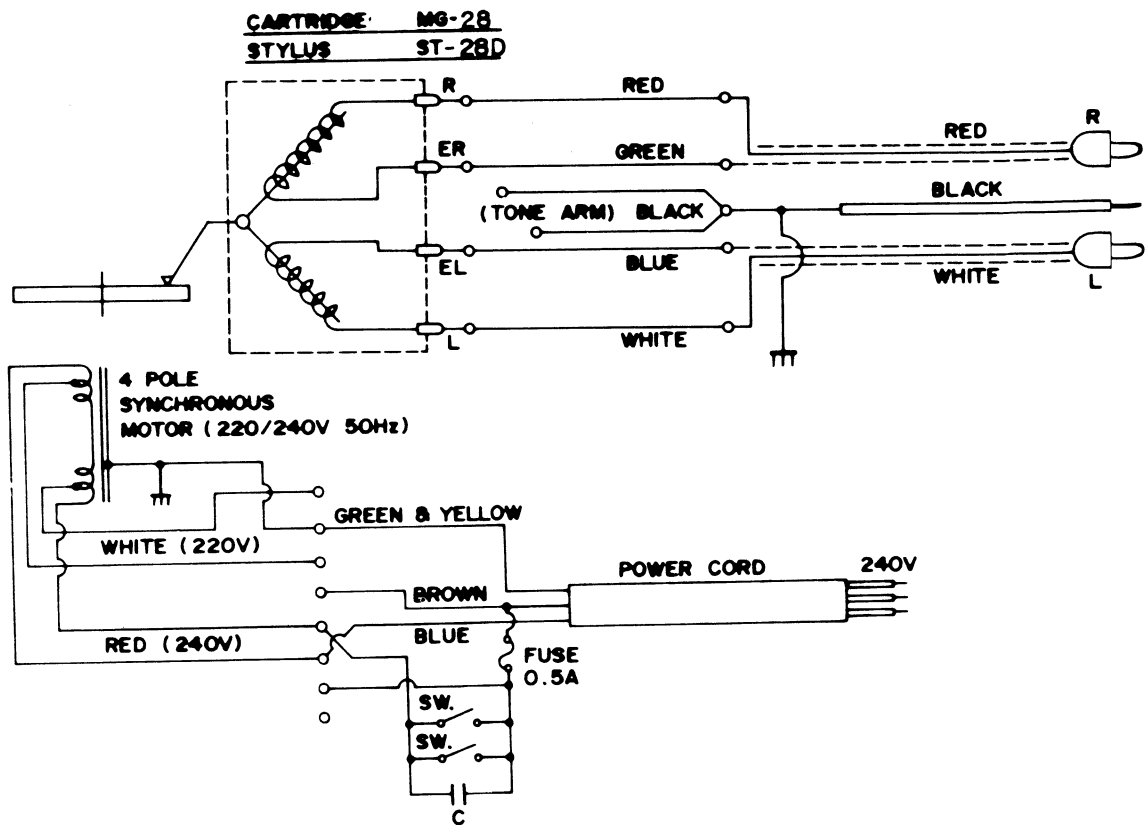 CARTRIDGE MG-28
STYLUS ST-28D
R RED
RED R
ER GREEN
(TONE ARM) BLACK
BLACK
EL BLUE
WHITE L
L WHITE
4 POLE
SYNCHRONOUS
MOTOR (220/240V 50Hz)
GREEN & YELLOW
WHITE (220V)
POWER CORD 240V
BROWN
RED (240V) BLUE
FUSE
0.5A
SW.
SW.
C